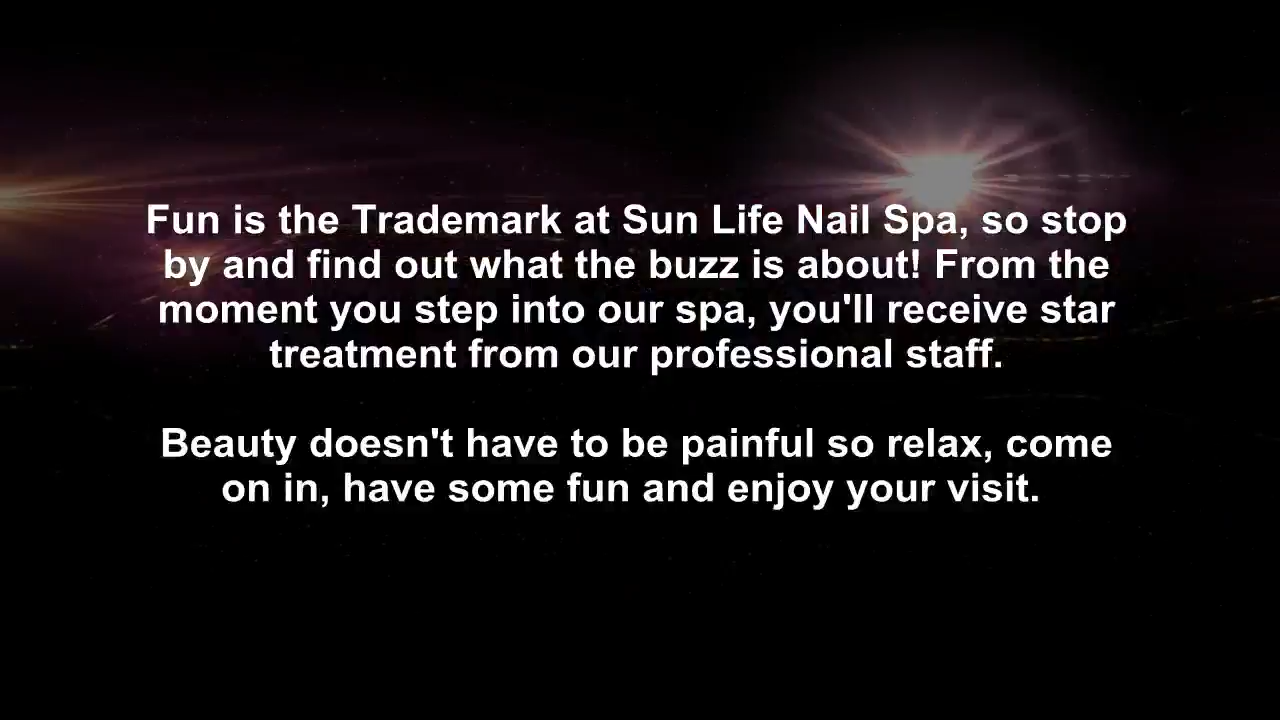 Fun is the Trademark at Sun Life Nail Spa, so stop
by and find out what the buzz is about! From the
moment you step into our spa, you'll receive star
treatment from our professional staff.
Beauty doesn't have to be painful so relax, come
on in, have some fun and enjoy your visit.